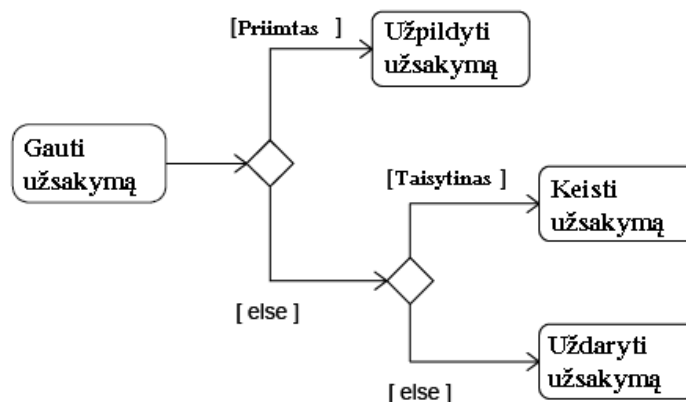 [Priimtas ]
Užpildyti
užsakymą
Gauti
užsakymą
[Taisytinas ]
Keisti
užsakymą
[ else ]
Uždaryti
užsakymą
[ else ]